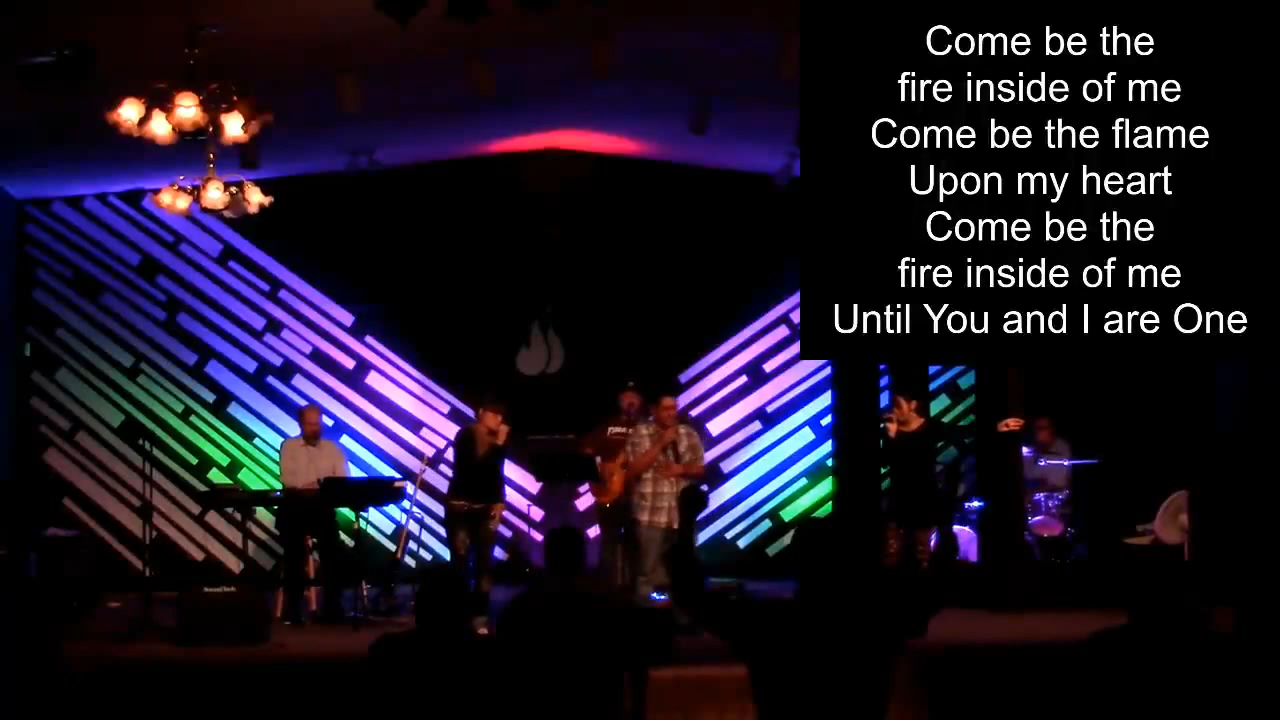 Come be the
fire inside of me
Come be the flame
Upon my heart
Come be the
fire inside of me
Until You and I are One